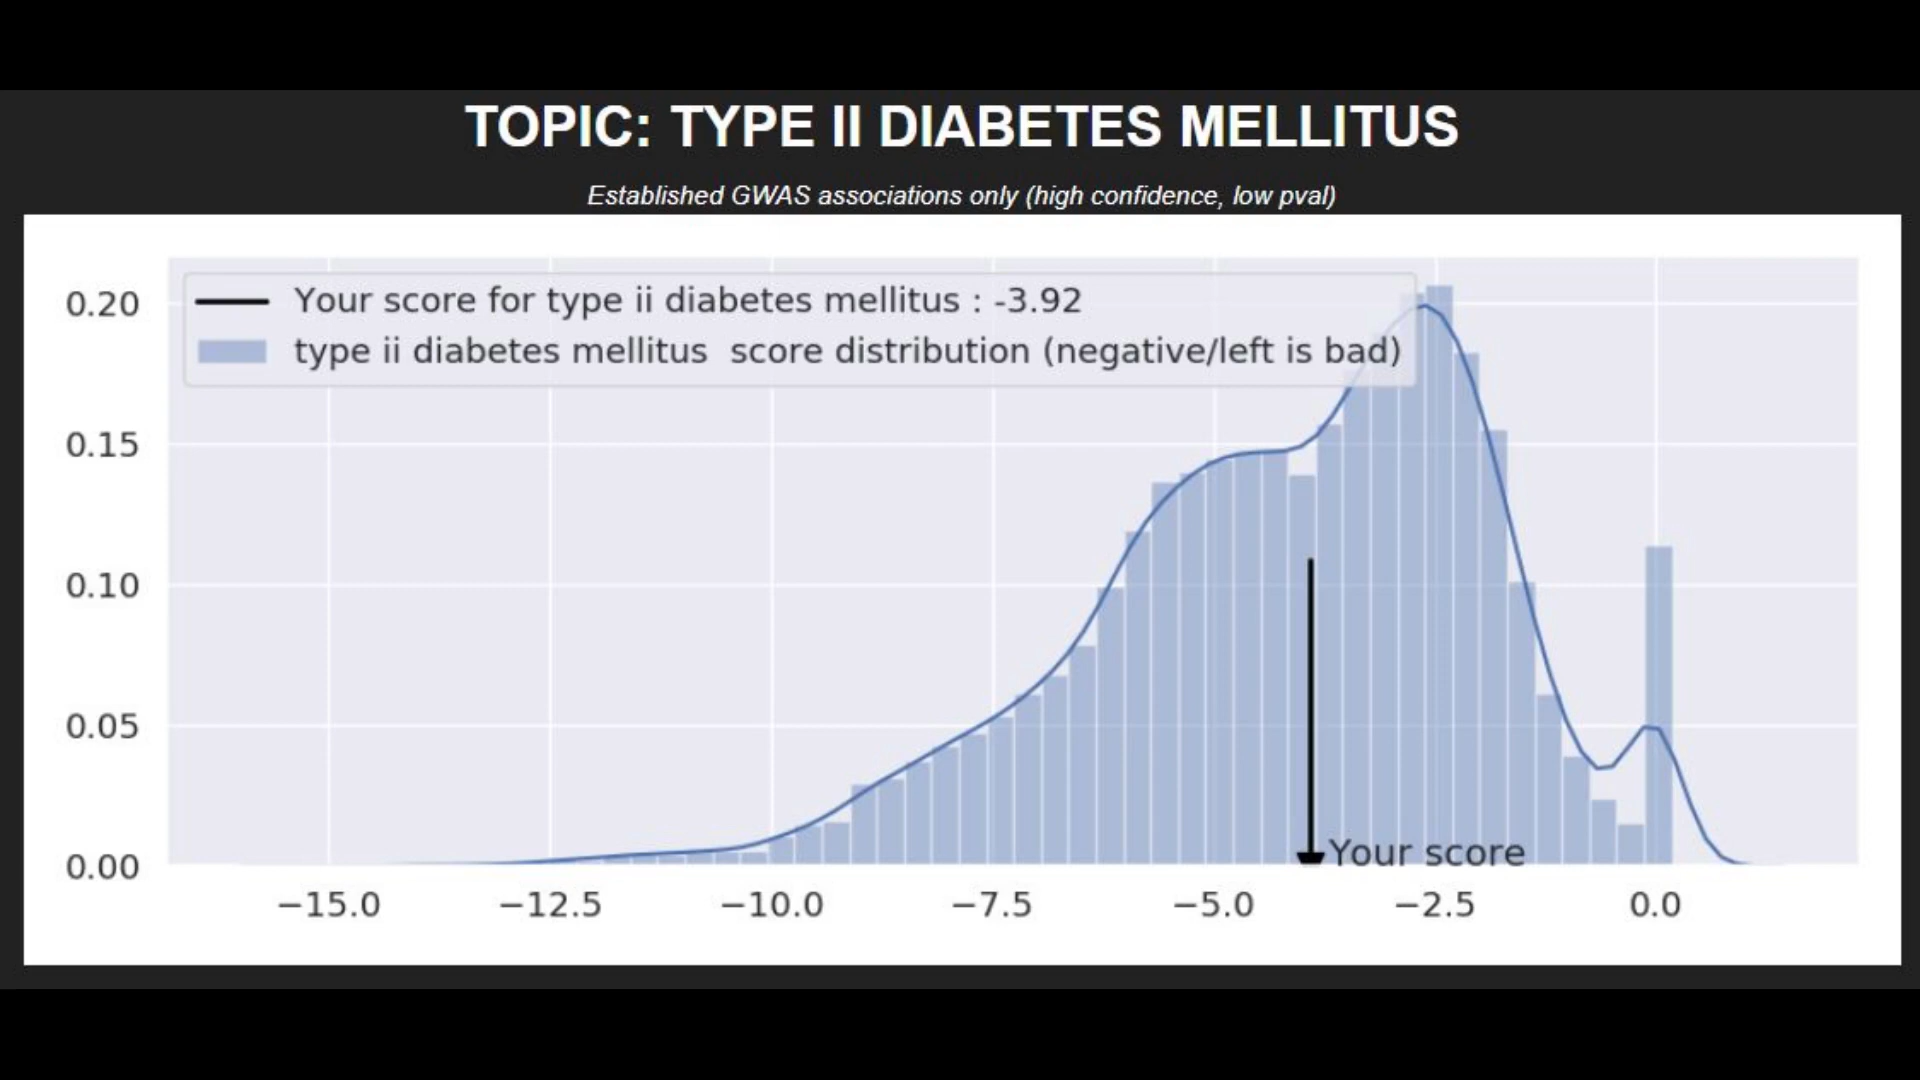 TOPIC: TYPE II DIABETES MELLITUS
Established GWAS associations only (high confidence, low pval)
Your score for type ii diabetes mellitus : -3.92
type ii diabetes mellitus  score distribution (negative/left is bad)
0.20
0.15
0.10
0.05
0.00
Your score
−15.0 −12.5 −10.0 −7.5 −5.0 −2.5 0.0